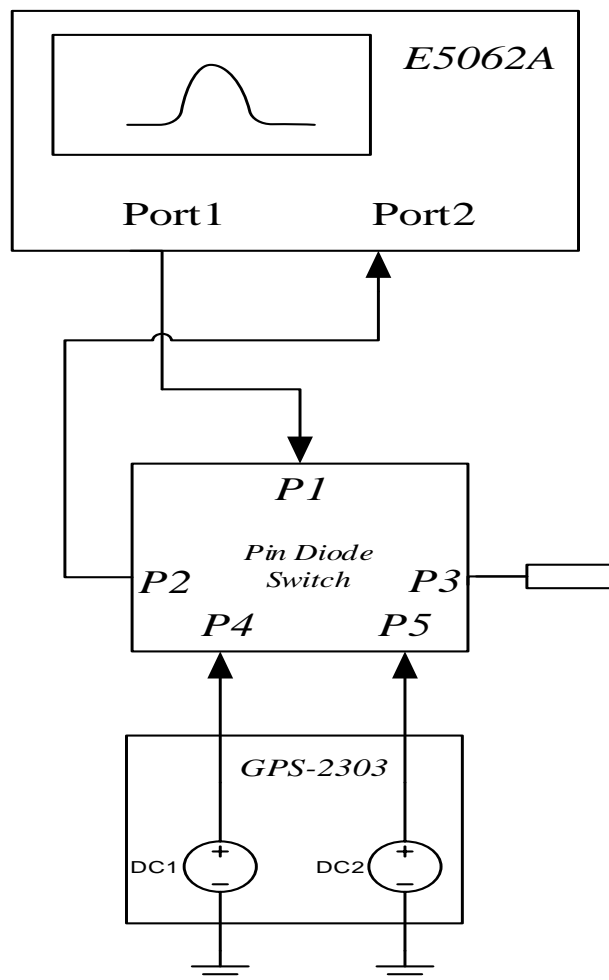 E5062A
Port1 Port2
P1
Pin Diode
Switch
P2
P3
P4 P5
GPS-2303
DC1 + −
DC2 + −